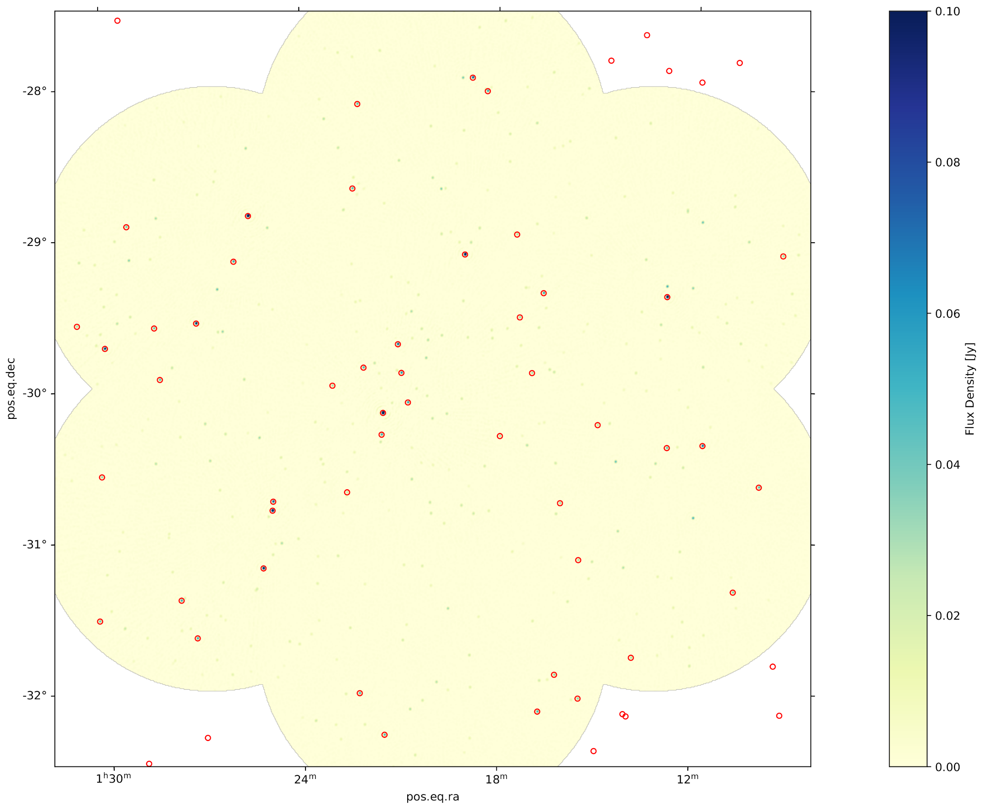 -28°
-29°
-30°
-31°
-32°
pos.eq.dec
1ʰ30ᵐ
24ᵐ
18ᵐ
12ᵐ
pos.eq.ra
0.10
0.08
0.06
0.04
0.02
0.00
Flux Density [Jy]